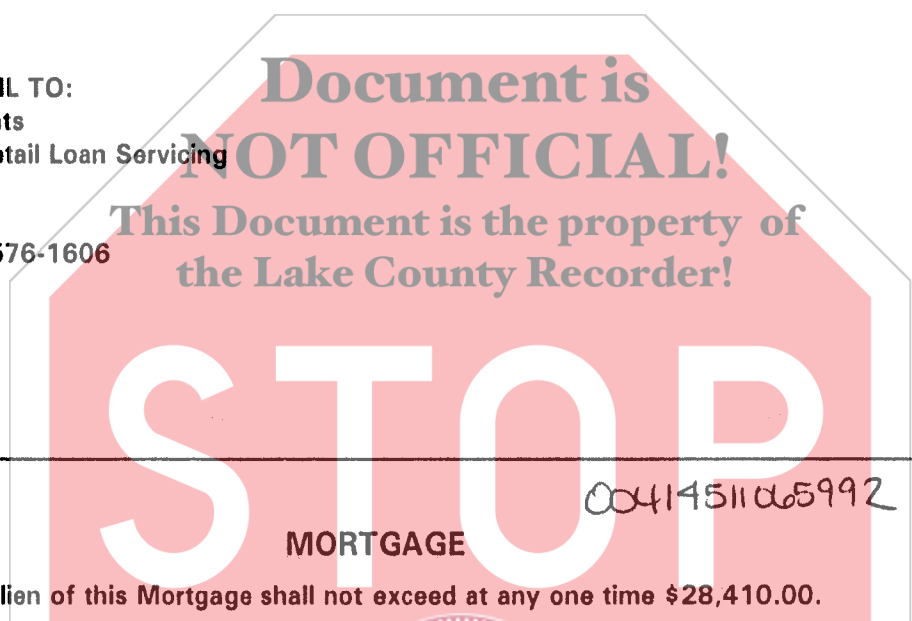 Document is
IL TO:
ts
NOT OFFICIAL!
tail Loan Servicing
This Document is the property of
576-1606
the Lake County Recorder!
STOP
00414511065992
MORTGAGE
lien of this Mortgage shall not exceed at any one time $28,410.00.